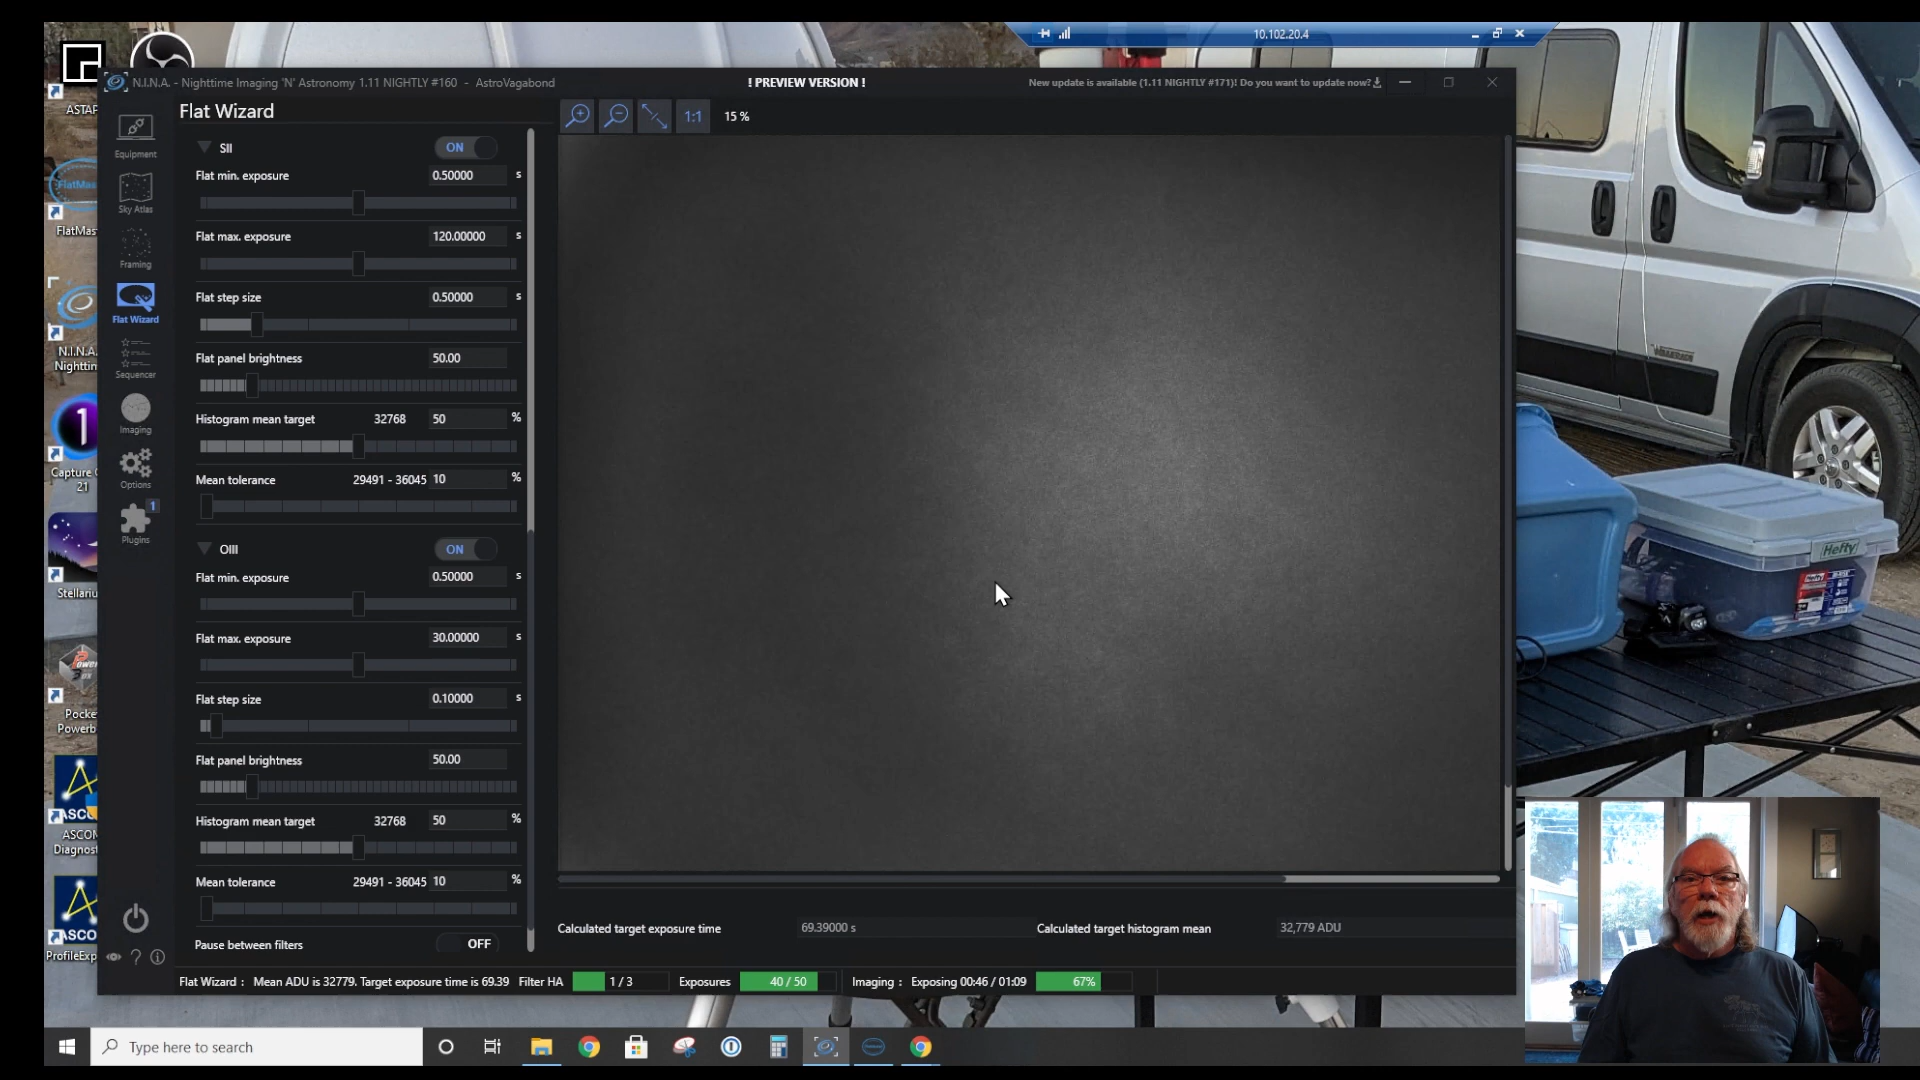 10.102.20.4
N.I.N.A. - Nighttime Imaging 'N' Astronomy 1.11 NIGHTLY #160 - AstroVagabond
! PREVIEW VERSION !
New update is available (1.11 NIGHTLY #171)! Do you want to update now?
ASTAP
FlatMas
N.I.N.A.
Nighttim
1
Capture
21
Stellariu
Pocke
Powerb
ASCO
ASCOM
Diagnost
ASCO
ProfileExp
Equipment
Sky Atlas
Framing
Flat Wizard
Sequencer
Imaging
Options
1
Plugins
Flat Wizard
1:1
15 %
SII
ON
Flat min. exposure 0.50000 s
Flat max. exposure 120.00000 s
Flat step size 0.50000 s
Flat panel brightness 50.00
Histogram mean target 32768 50 %
Mean tolerance 29491 - 36045 10 %
OIII
ON
Flat min. exposure 0.50000 s
Flat max. exposure 30.00000 s
Flat step size 0.10000 s
Flat panel brightness 50.00
Histogram mean target 32768 50 %
Mean tolerance 29491 - 36045 10 %
Pause between filters OFF
Calculated target exposure time 69.39000 s Calculated target histogram mean 32,779 ADU
Flat Wizard : Mean ADU is 32779. Target exposure time is 69.39 Filter HA 1 / 3 Exposures 40 / 50 Imaging : Exposing 00:46 / 01:09 67%
Hefty
Type here to search